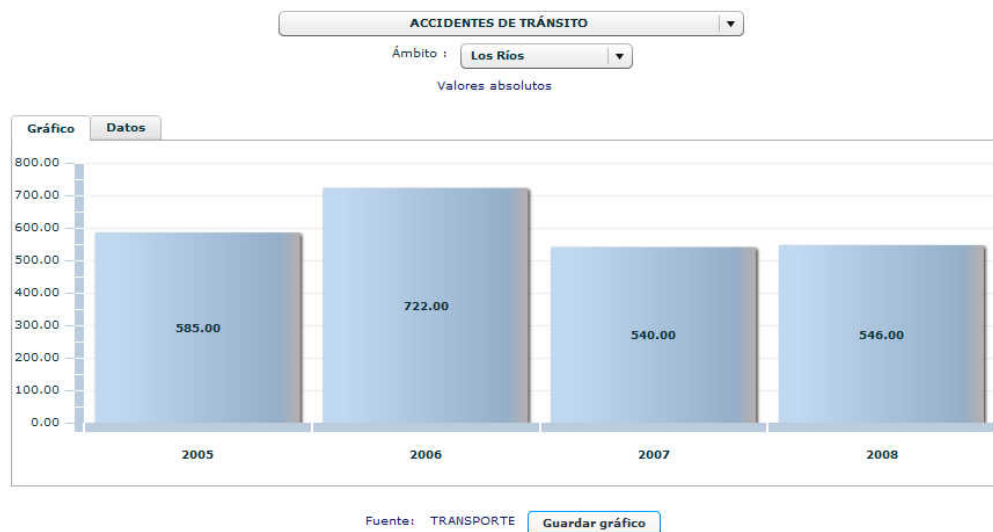 ACCIDENTES DE TRÁNSITO
Ámbito : Los Ríos
Valores absolutos
Gráfico Datos
800.00
700.00
600.00
500.00
400.00
300.00
200.00
100.00
0.00
585.00
722.00
540.00
546.00
2005 2006 2007 2008
Fuente: TRANSPORTE Guardar gráfico